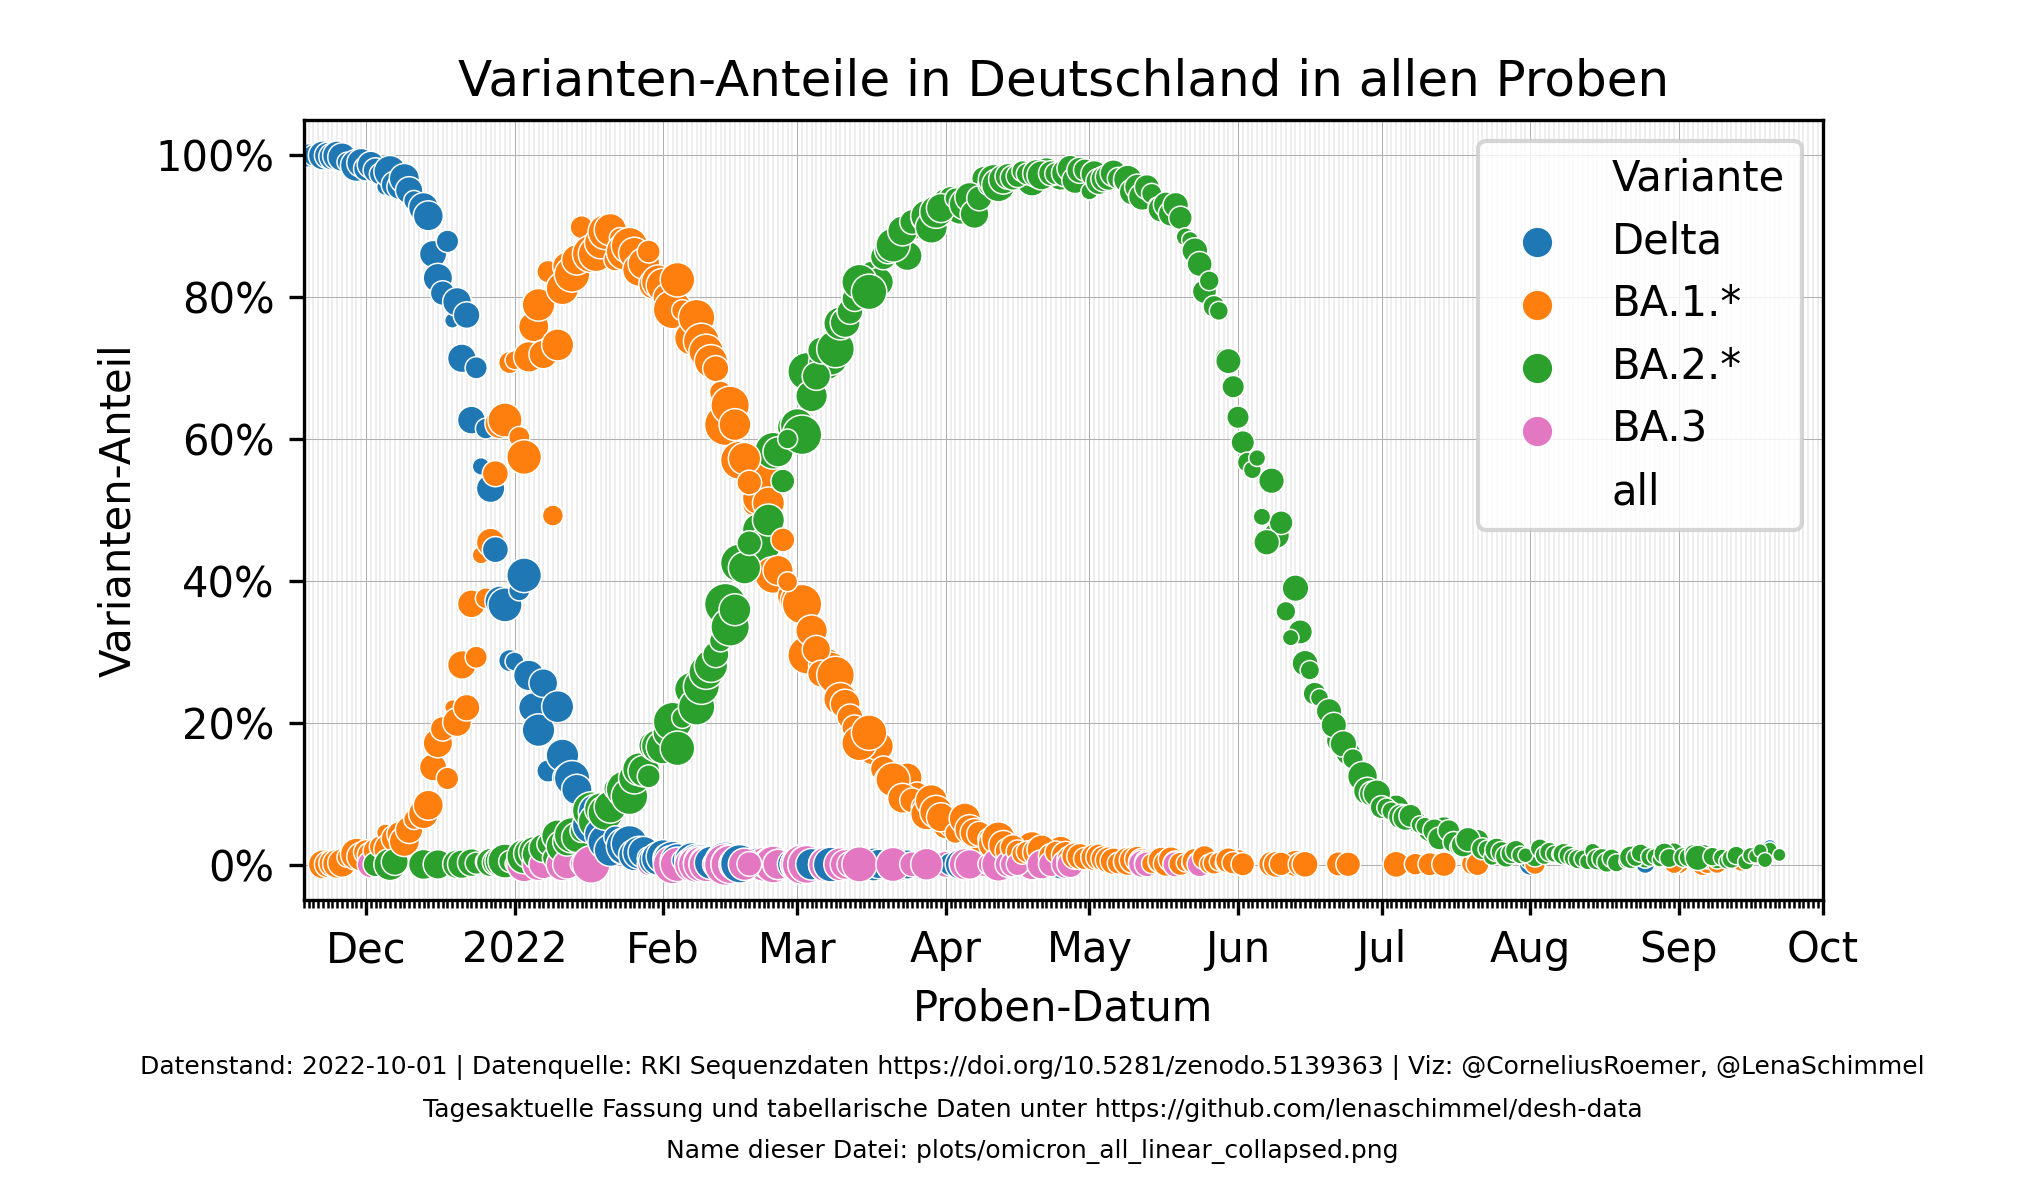 Varianten-Anteile in Deutschland in allen Proben
Varianten-Anteil
100%
80%
60%
40%
20%
0%
Variante
Delta
BA.1.*
BA.2.*
BA.3
all
Dec 2022 Feb Mar Apr May Jun Jul Aug Sep Oct
Proben-Datum
Datenstand: 2022-10-01 | Datenquelle: RKI Sequenzdaten https://doi.org/10.5281/zenodo.5139363 | Viz: @CorneliusRoemer, @LenaSchimmel
Tagesaktuelle Fassung und tabellarische Daten unter https://github.com/lenaschimmel/desh-data
Name dieser Datei: plots/omicron_all_linear_collapsed.png